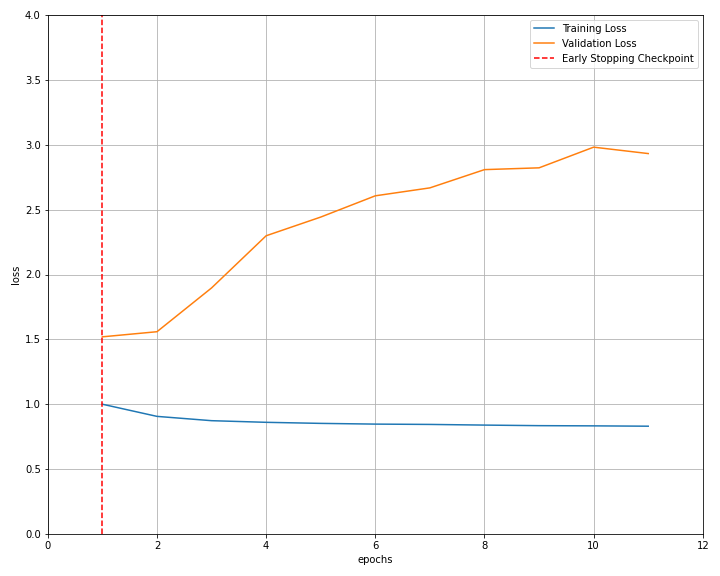 4.0
3.5
3.0
2.5
2.0
1.5
1.0
0.5
0.0
loss
0 2 4 6 8 10 12
epochs
Training Loss
Validation Loss
Early Stopping Checkpoint